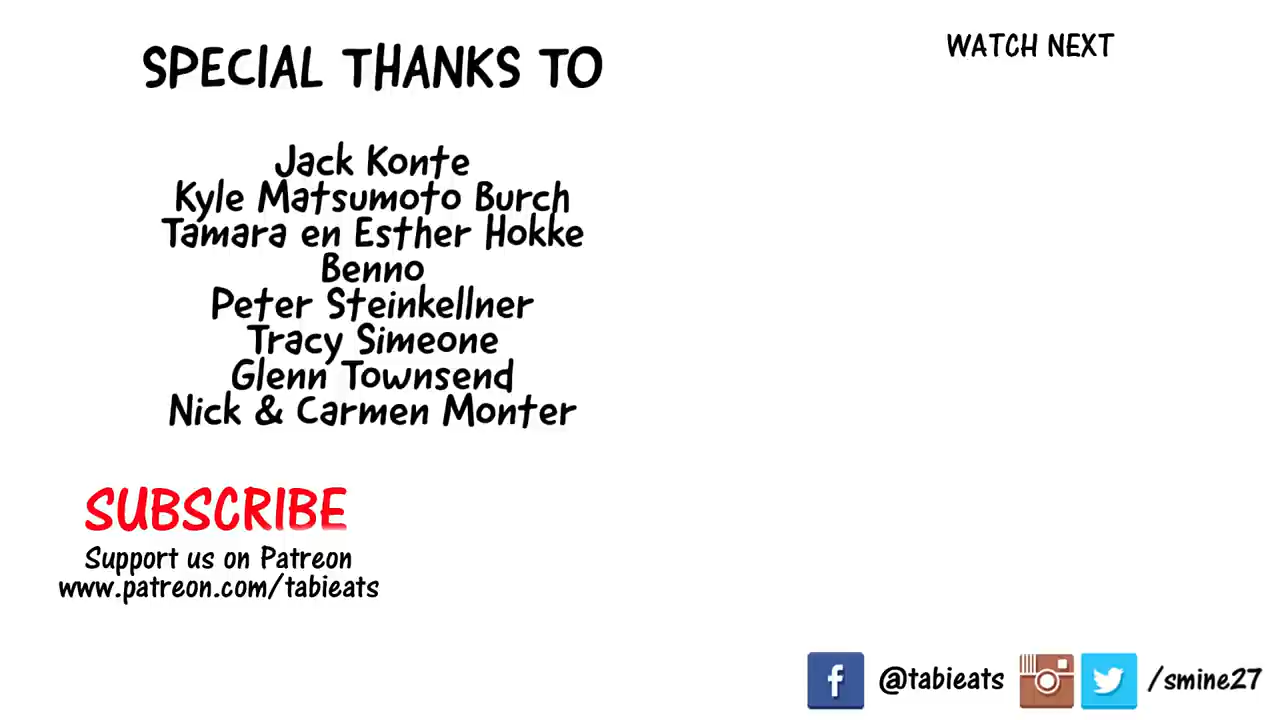 SPECIAL THANKS TO
Jack Konte
Kyle Matsumoto Burch
Tamara en Esther Hokke
Benno
Peter Steinkellner
Tracy Simeone
Glenn Townsend
Nick & Carmen Monter
SUBSCRIBE
Support us on Patreon
www.patreon.com/tabieats
WATCH NEXT
@tabieats /smine27